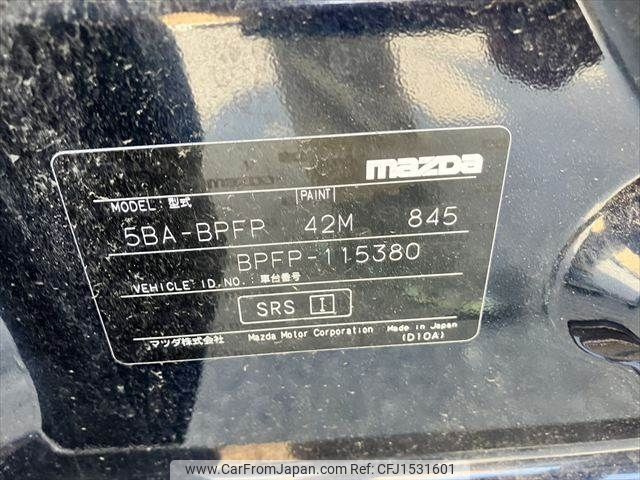 mazda
MODEL:型式 PAINT
5BA-BPFP 42M 845
BPFP-115380
VEHICLE ID.NO.:車台番号
SRS I
マツダ株式会社 Mazda Motor Corporation Made in Japan
(D10A)
www.CarFromJapan.com | Ref No. CFJ1531601